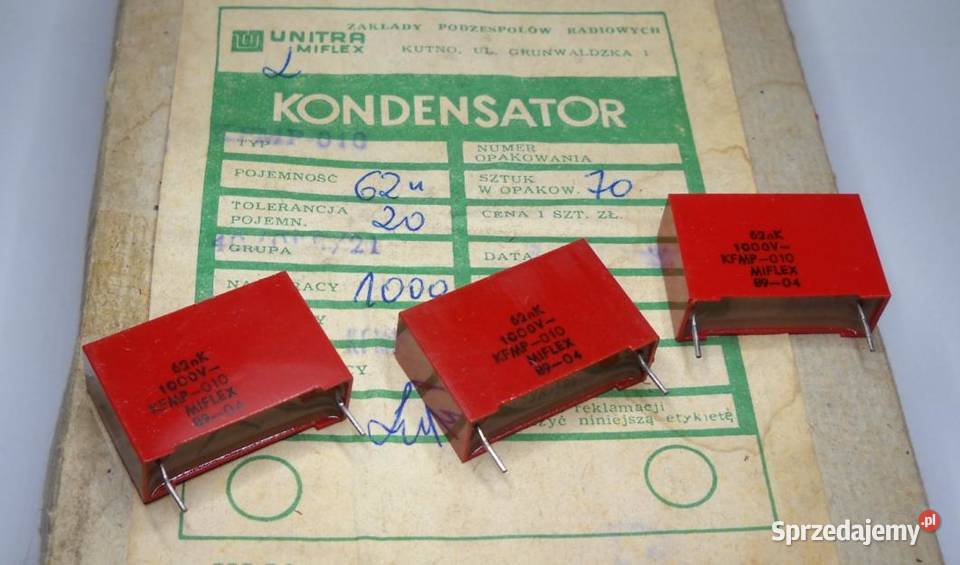 ZAKŁADY PODZESPOŁÓW RADIOWYCH
UNITRA
MIFLEX
KUTNO, UL. GRUNWALDZKA 1
KONDENSATOR
TYP
NUMER
OPAKOWANIA
POJEMNOŚĆ 62n
SZTUK
W OPAKOW. 70
TOLERANCJA
POJEMN. 20
CENA 1 SZT. ZŁ.
GRUPA
DATA
1000
reklamacji
niniejszą etykietę
62nK
1000V-
KFMP-010
MIFLEX
89-04
62nK
1000V-
KFMP-010
MIFLEX
89-04
62nK
1000V-
KFMP-010
MIFLEX
89-04
Sprzedajemy.pl